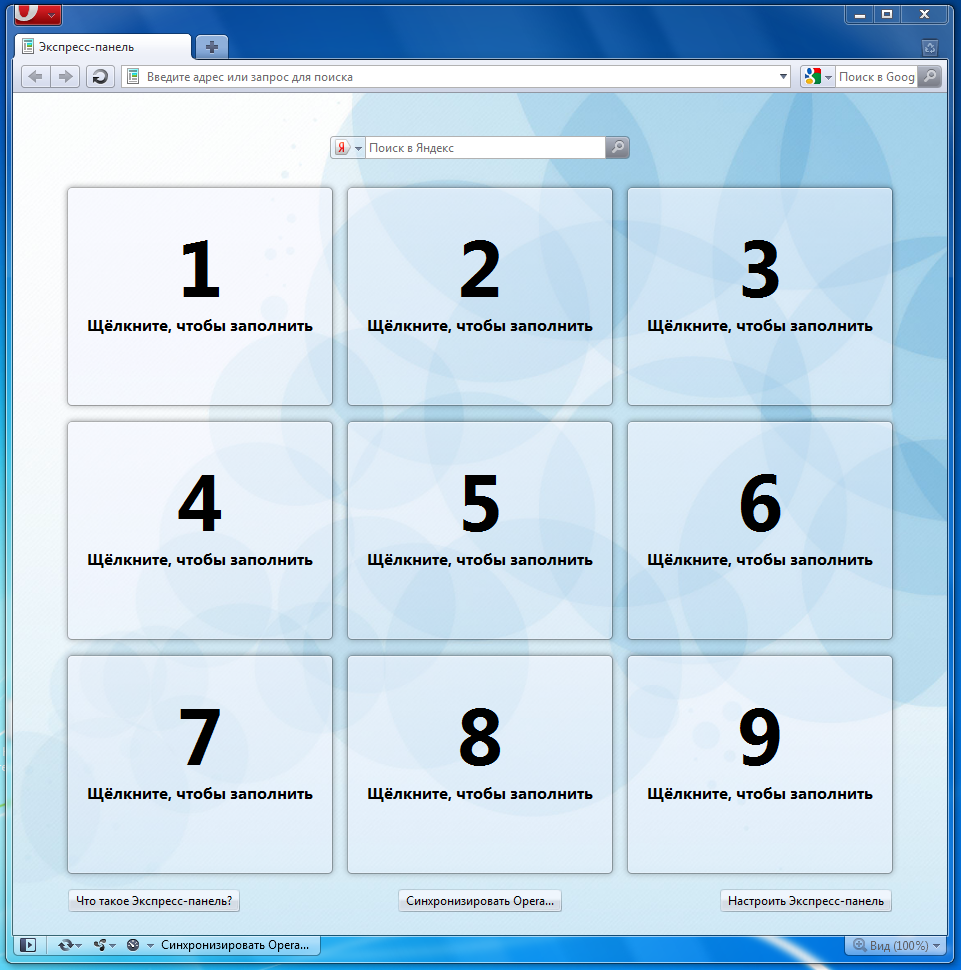 Экспресс-панель
Введите адрес или запрос для поиска
Поиск в Goog
Я Поиск в Яндекс
1 2 3
Щёлкните, чтобы заполнить Щёлкните, чтобы заполнить Щёлкните, чтобы заполнить
4 5 6
Щёлкните, чтобы заполнить Щёлкните, чтобы заполнить Щёлкните, чтобы заполнить
7 8 9
Щёлкните, чтобы заполнить Щёлкните, чтобы заполнить Щёлкните, чтобы заполнить
Что такое Экспресс-панель? Синхронизировать Opera... Настроить Экспресс-панель
Синхронизировать Opera... Вид (100%)